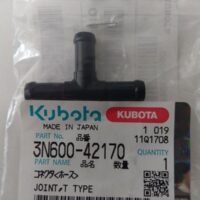 Kubota KUBOTA
MADE IN JAPAN 1 019
PART No. 品番 11Q1708
3N600-42170 QUANTITY
PART NAME 品名 数量 1
JOINT,T TYPE